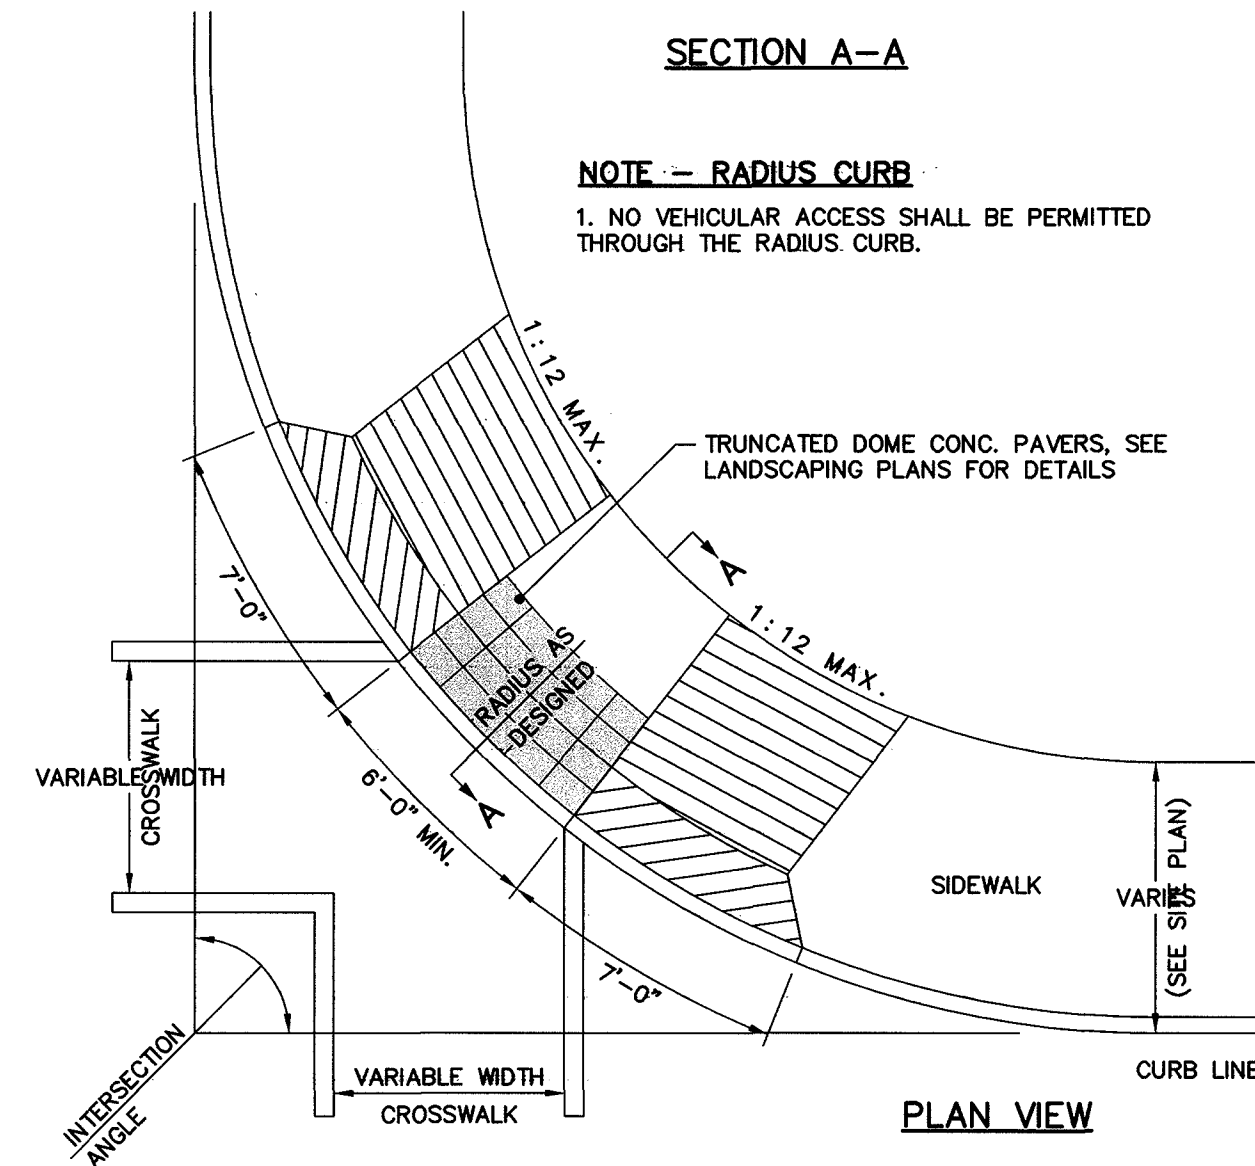 SECTION A-A
NOTE - RADIUS CURB
1. NO VEHICULAR ACCESS SHALL BE PERMITTED
THROUGH THE RADIUS CURB.
1:12 MAX.
TRUNCATED DOME CONC. PAVERS, SEE
LANDSCAPING PLANS FOR DETAILS
A
1:12 MAX.
7'-0"
RADIUS AS
DESIGNED
VARIABLE WIDTH
CROSSWALK
6'-0" MIN.
A
SIDEWALK
VARIES
(SEE SITE PLAN)
7'-0"
INTERSECTION
ANGLE
VARIABLE WIDTH
CROSSWALK
CURB LINE
PLAN VIEW